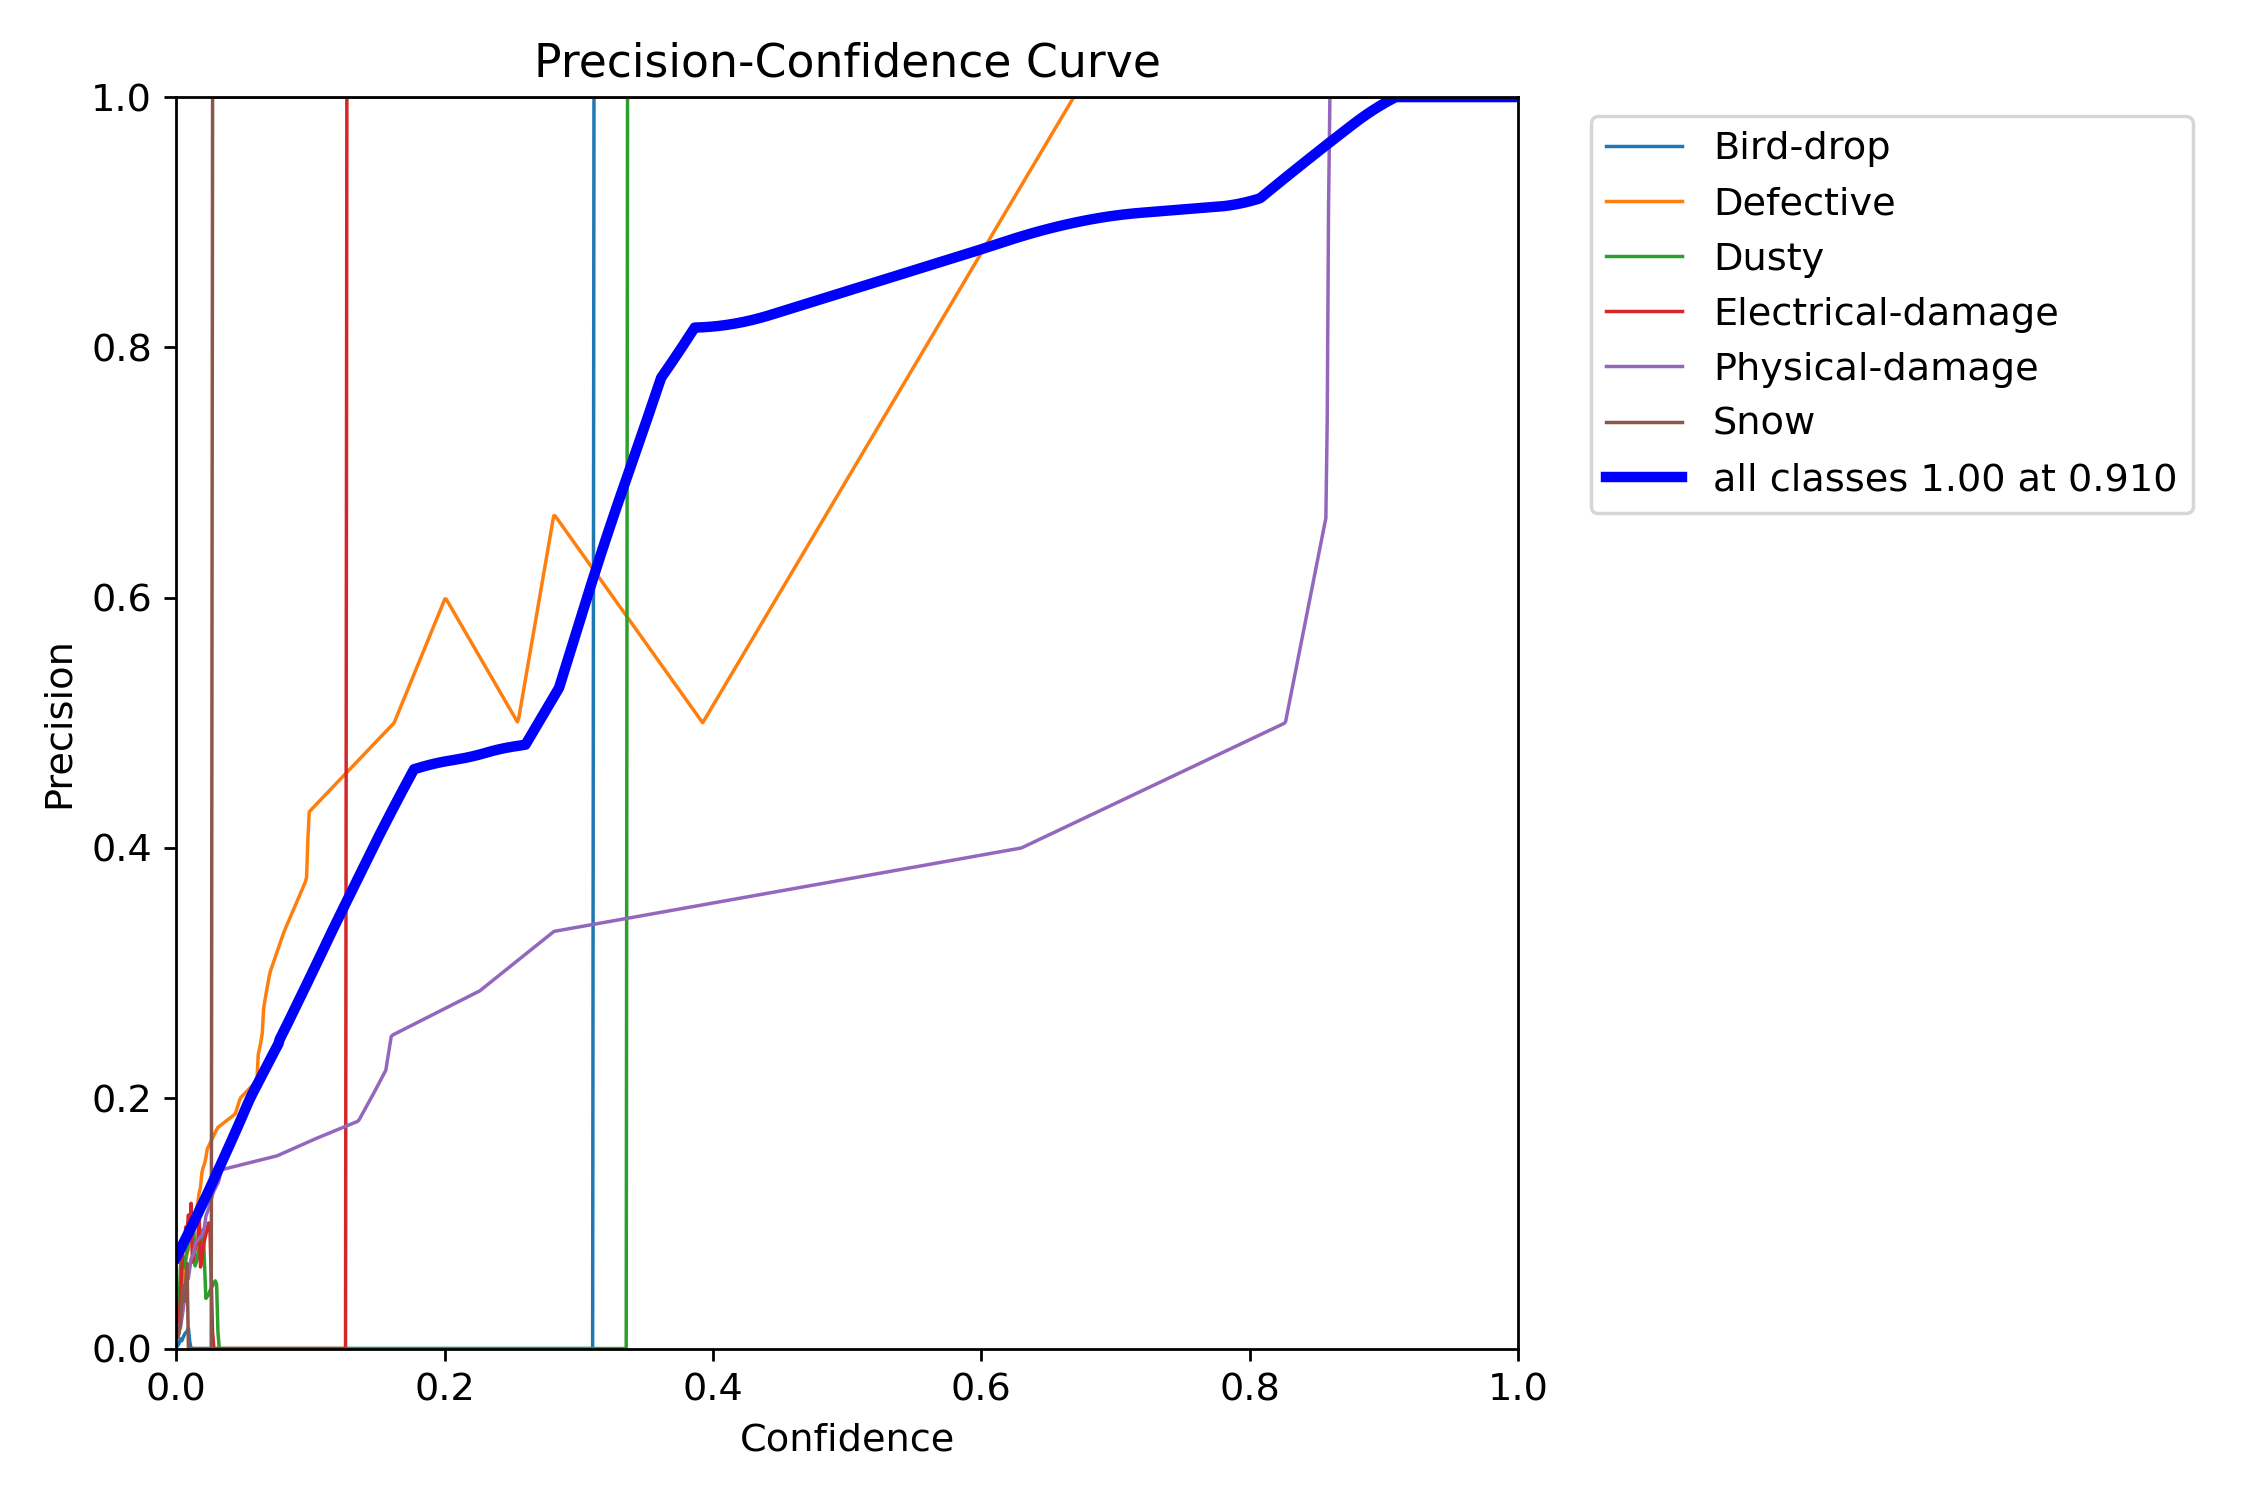 Precision-Confidence Curve
1.0
0.8
0.6
0.4
0.2
0.0
Precision
0.0 0.2 0.4 0.6 0.8 1.0
Confidence
Bird-drop
Defective
Dusty
Electrical-damage
Physical-damage
Snow
all classes 1.00 at 0.910